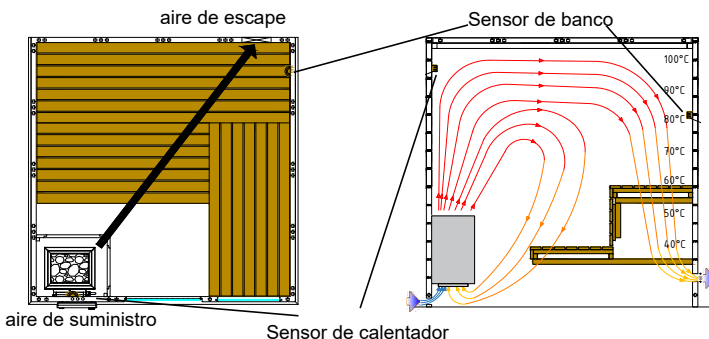 aire de escape
Sensor de banco
100°C
90°C
80°C
70°C
60°C
50°C
40°C
aire de suministro
Sensor de calentador